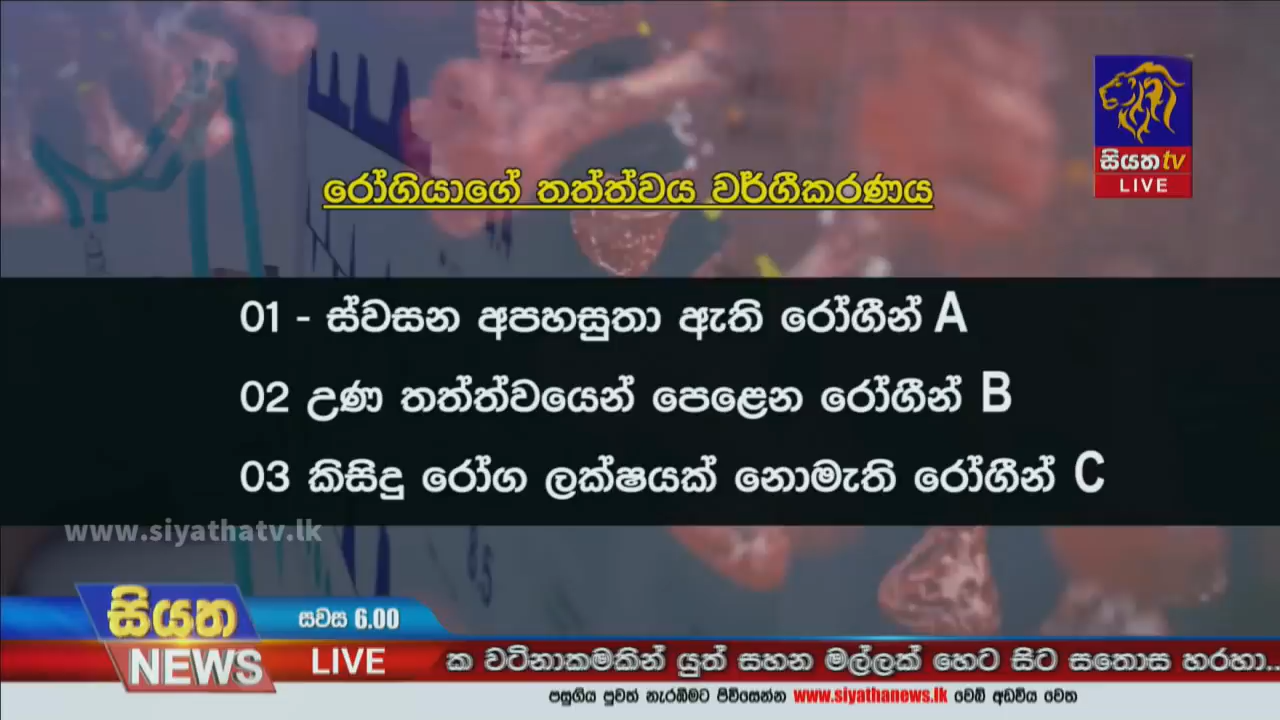 සියත tv
LIVE
රෝගියාගේ තත්ත්වය වර්ගීකරණය
01 - ස්වසන අපහසුතා ඇති රෝගීන් A
02 උණ තත්ත්වයෙන් පෙළෙන රෝගීන් B
03 කිසිදු රෝග ලක්ෂයක් නොමැති රෝගීන් C
www.siyathatv.lk
සියත
NEWS
සවස 6.00
LIVE
ක වටිනාකමකින් යුත් සහන මල්ලක් හෙට සිට සතොස හරහා...
පසුගිය පුවත් නැරඹීමට පිවිසෙන්න www.siyathanews.lk වෙබ් අඩවිය වෙත